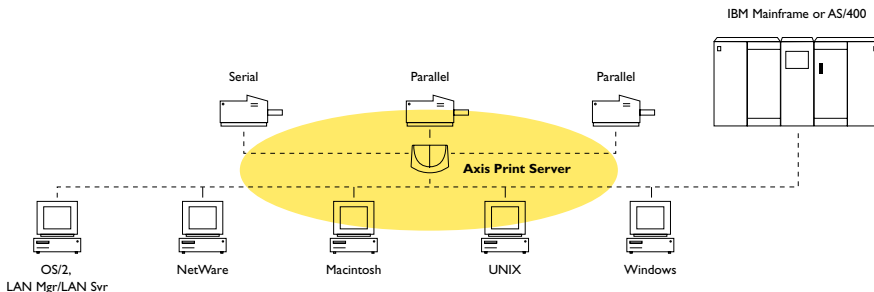 IBM Mainframe or AS/400
Serial
Parallel
Parallel
Axis Print Server
OS/2,
LAN Mgr/LAN Svr
NetWare
Macintosh
UNIX
Windows